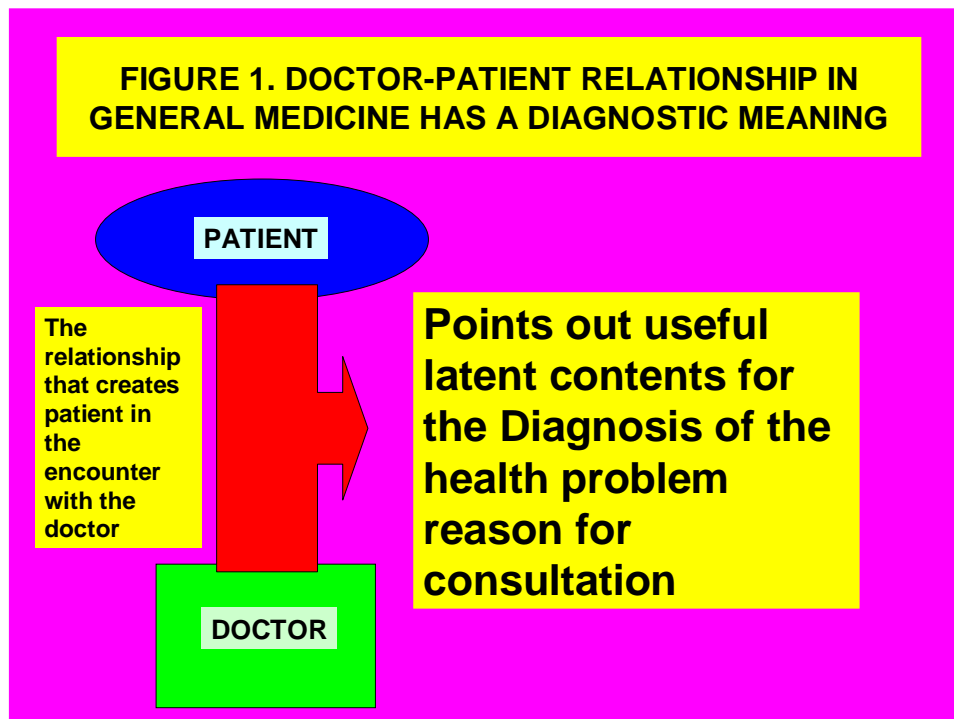 FIGURE 1. DOCTOR-PATIENT RELATIONSHIP IN
GENERAL MEDICINE HAS A DIAGNOSTIC MEANING
PATIENT
The
relationship
that creates
patient in
the
encounter
with the
doctor
Points out useful
latent contents for
the Diagnosis of the
health problem
reason for
consultation
DOCTOR